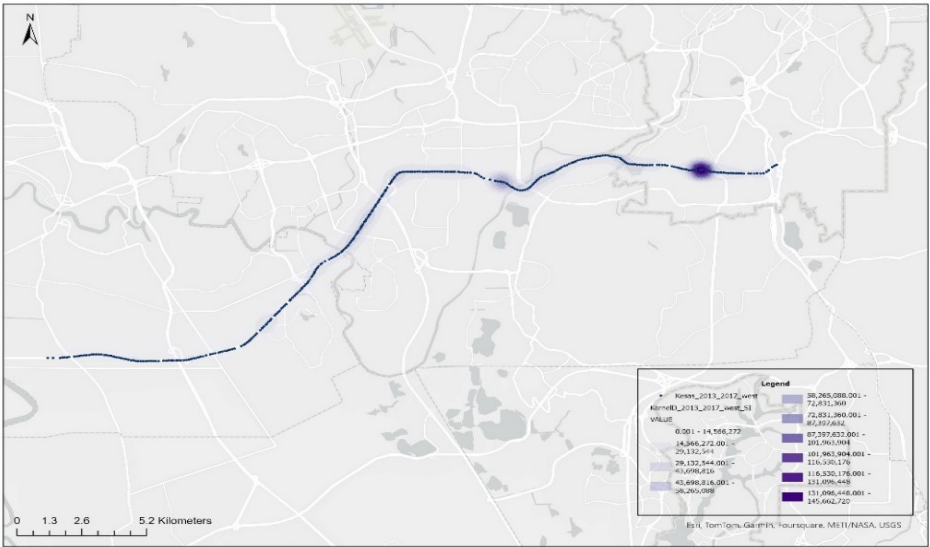 N
Legend
Kesas_2013_2017_west
KernelD_2013_2017_west_SI
VALUE
0.001 - 14,566,272
14,566,272.001 -
29,132,544
29,132,544.001 -
43,698,816
43,698,816.001 -
58,265,088
58,265,088.001 -
72,831,360
72,831,360.001 -
87,397,632
87,397,632.001 -
101,963,904
101,963,904.001 -
116,530,176
116,530,176.001 -
131,096,448
131,096,448.001 -
145,662,720
0 1.3 2.6 5.2 Kilometers
Esri, TomTom, Garmin, Foursquare, METI/NASA, USGS